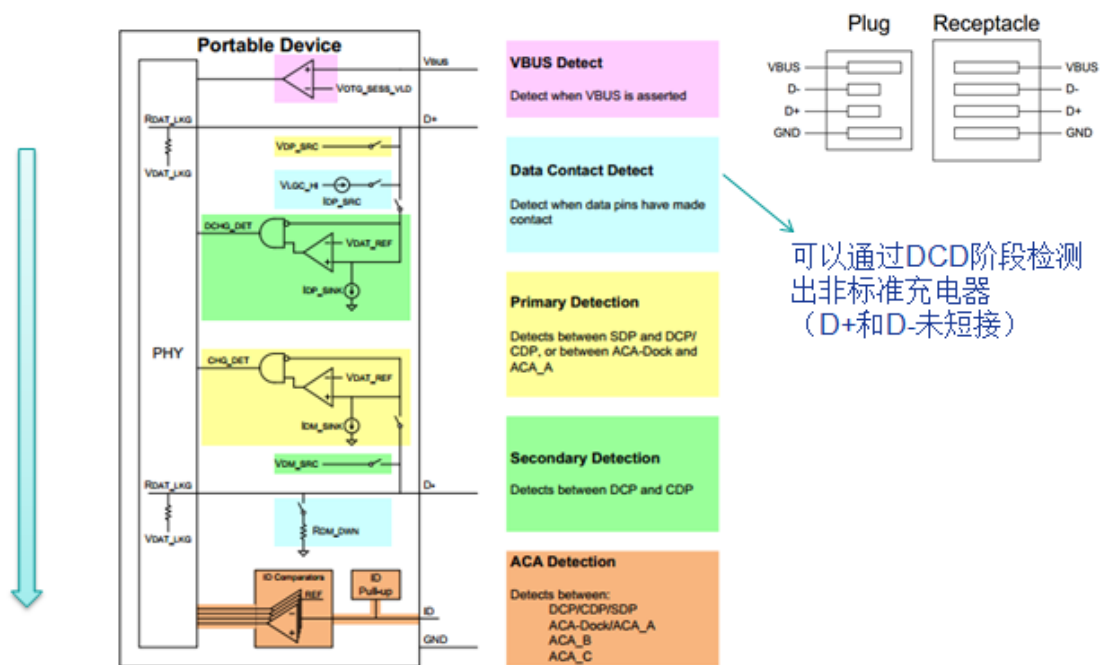 Portable Device
VBUS
VOTG_SESS_VLD
RDAT_LKG
D+
VDP_SRC
VDAT_LKG
VLGC_HI
IDP_SRC
DCHG_DET
VDAT_REF
IDP_SINK
PHY
CHG_DET
VDAT_REF
IDM_SINK
VDM_SRC
RDAT_LKG
D-
VDAT_LKG
RDM_DWN
ID Comparators
REF
ID
Pull-up
ID
GND
VBUS Detect
Detect when VBUS is asserted
Data Contact Detect
Detect when data pins have made
contact
Primary Detection
Detects between SDP and DCP/
CDP, or between ACA-Dock and
ACA_A
Secondary Detection
Detects between DCP and CDP
ACA Detection
Detects between:
DCP/CDP/SDP
ACA-Dock/ACA_A
ACA_B
ACA_C
Plug Receptacle
VBUS VBUS
D- D-
D+ D+
GND GND
可以通过DCD阶段检测
出非标准充电器
（D+和D-未短接）